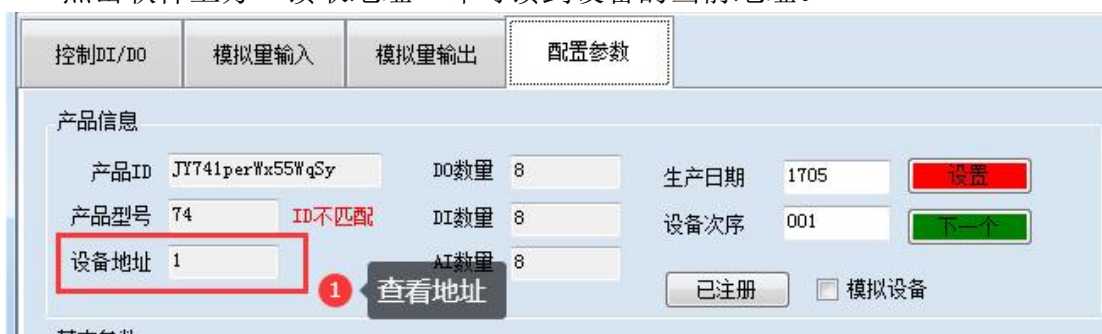 控制DI/DO 模拟量输入 模拟量输出 配置参数
产品信息
产品ID JY741perWx55WqSy DO数量 8 生产日期 1705 设置
产品型号 74 ID不匹配 DI数量 8 设备次序 001 下一个
设备地址 1 AI数量 8
1 查看地址 已注册 模拟设备